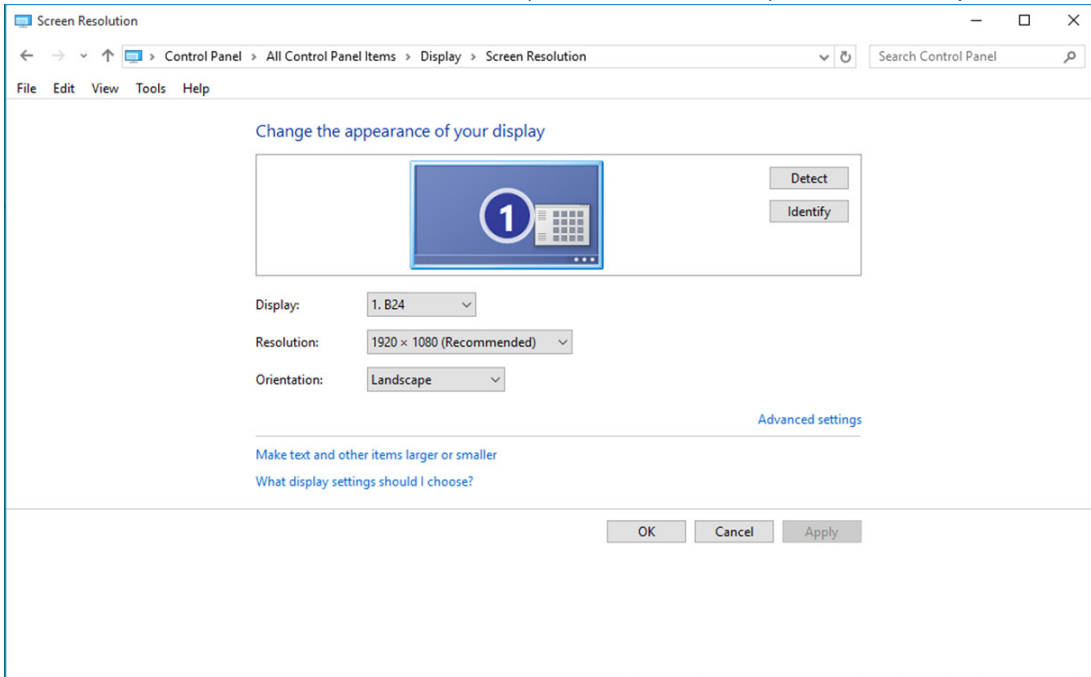 Screen Resolution
Control Panel > All Control Panel Items > Display > Screen Resolution
Search Control Panel
File Edit View Tools Help
Change the appearance of your display
1
Detect
Identify
Display: 1. B24
Resolution: 1920 × 1080 (Recommended)
Orientation: Landscape
Advanced settings
Make text and other items larger or smaller
What display settings should I choose?
OK Cancel Apply